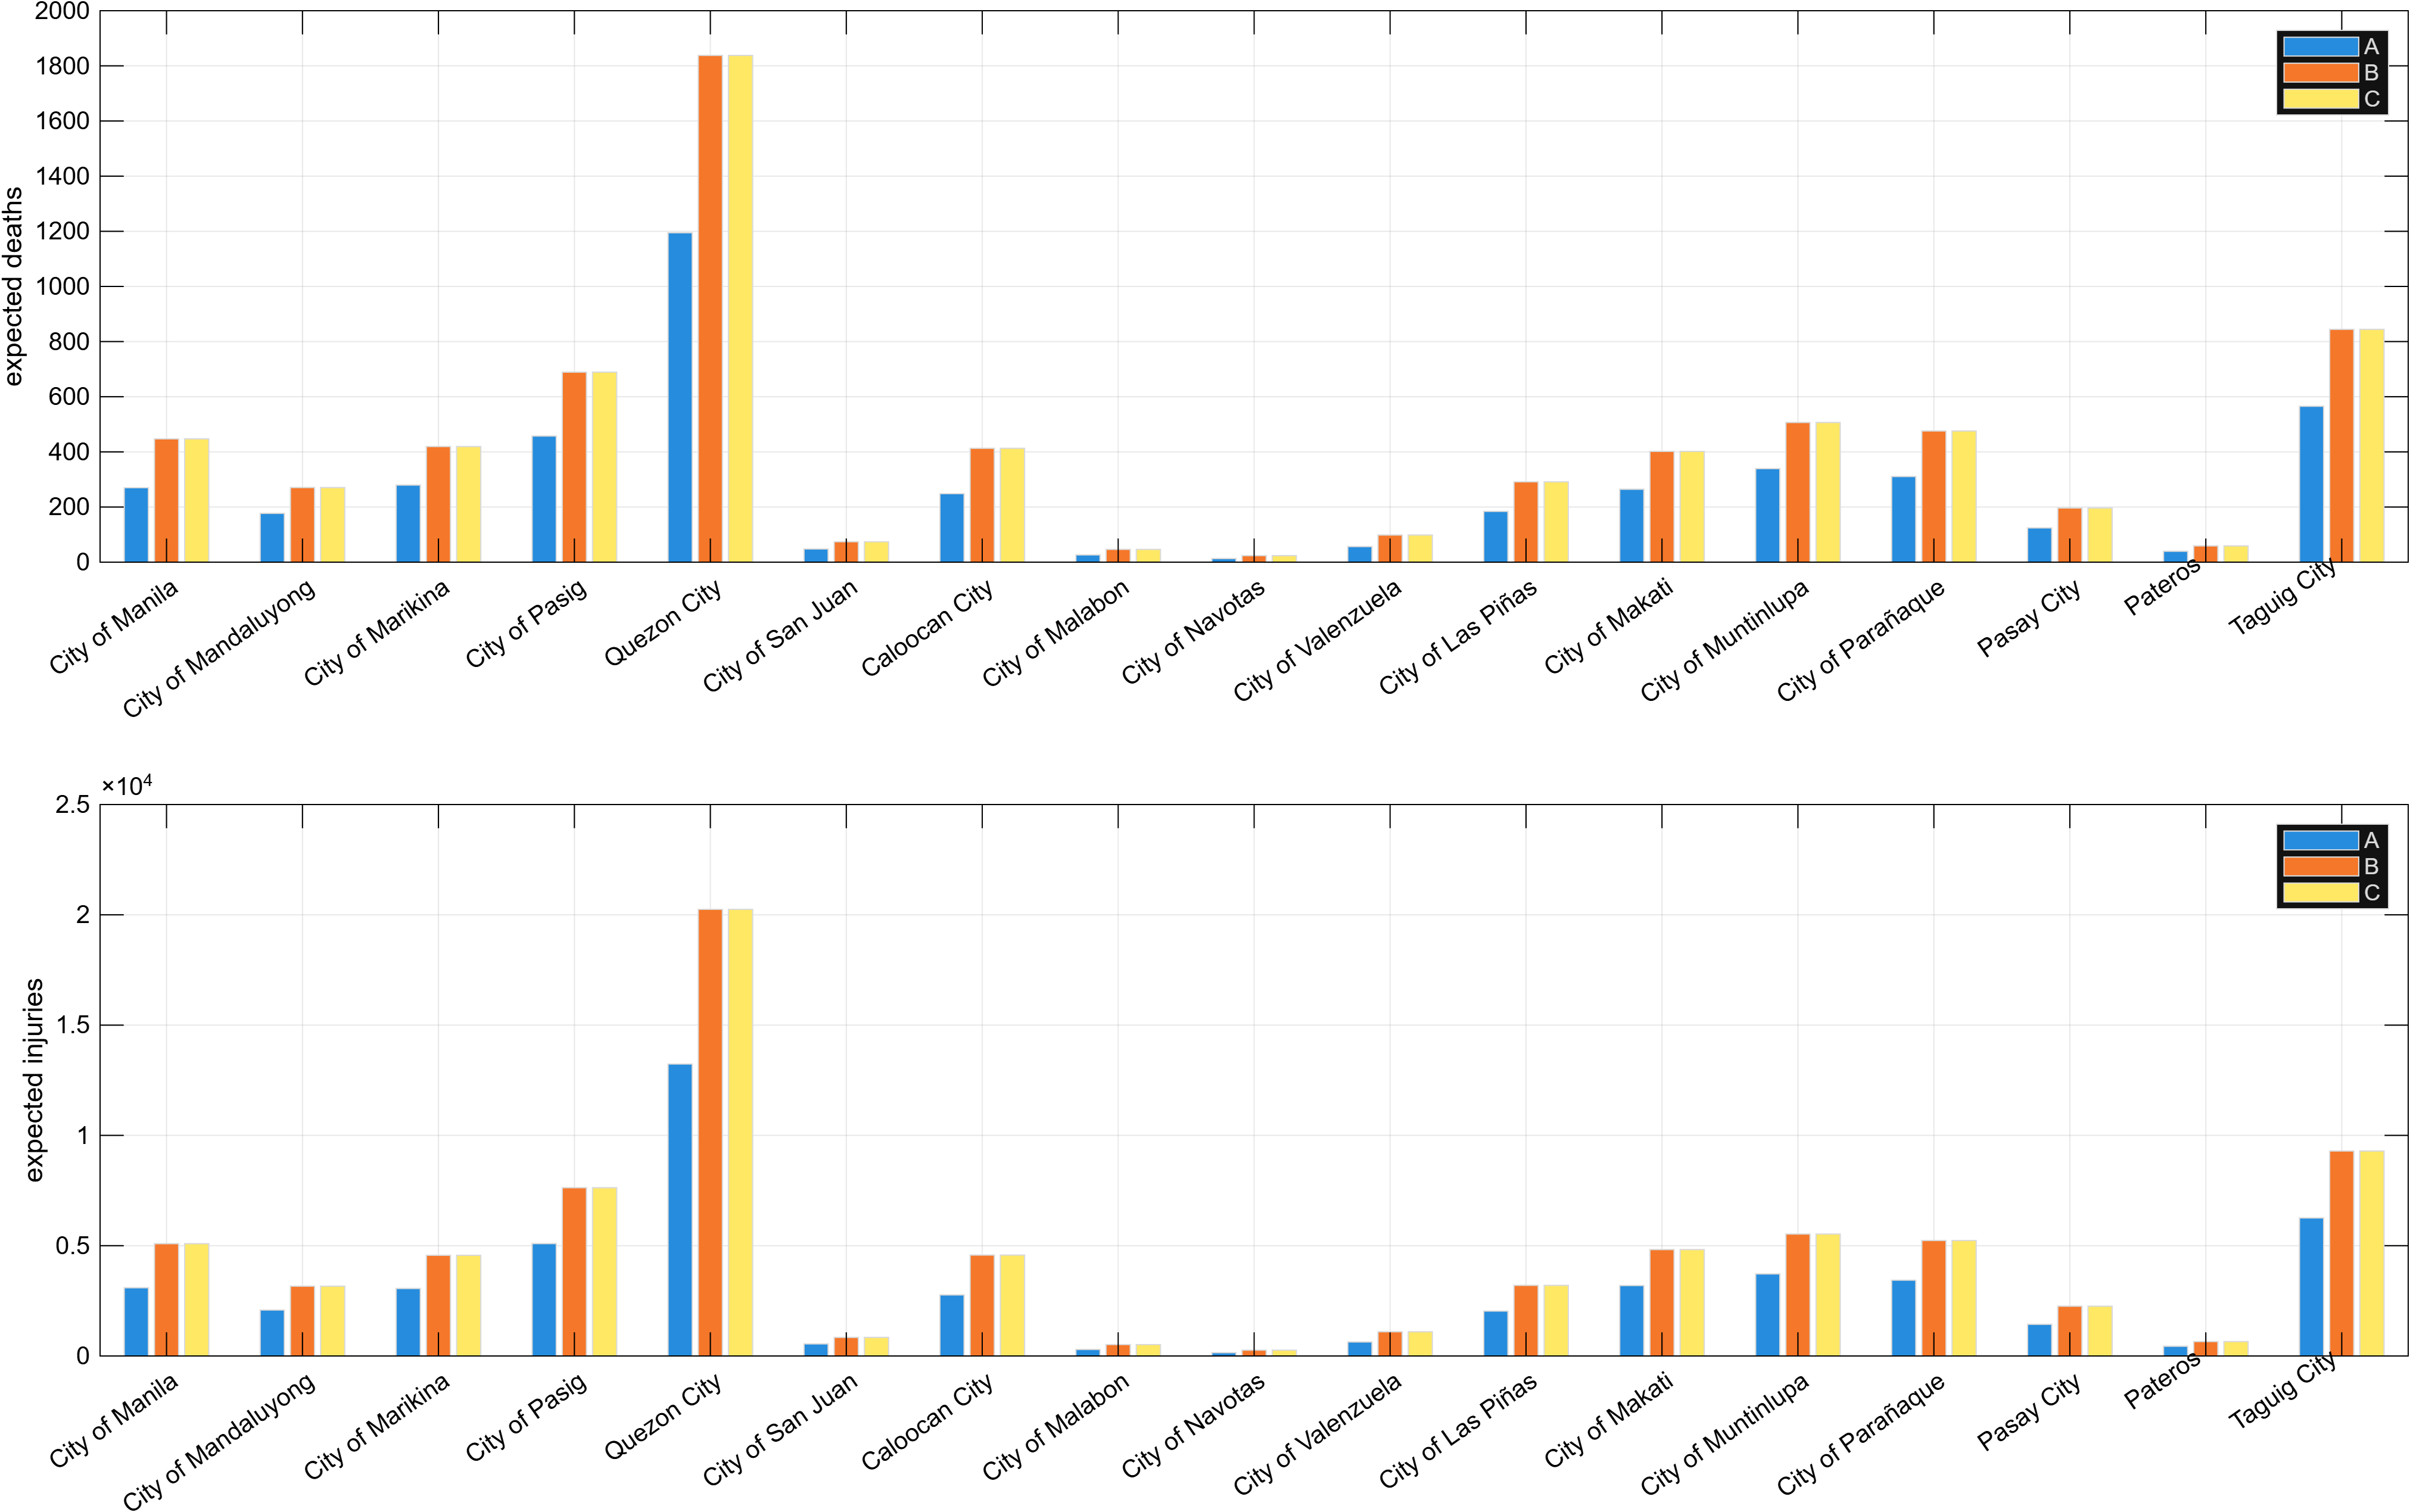 2000
1800
1600
1400
1200
1000
800
600
400
200
0
expected deaths
A
B
C
City of Manila
City of Mandaluyong
City of Marikina
City of Pasig
Quezon City
City of San Juan
Caloocan City
City of Malabon
City of Navotas
City of Valenzuela
City of Las Piñas
City of Makati
City of Muntinlupa
City of Parañaque
Pasay City
Pateros
Taguig City
×10⁴
2.5
2
1.5
1
0.5
0
expected injuries
A
B
C
City of Manila
City of Mandaluyong
City of Marikina
City of Pasig
Quezon City
City of San Juan
Caloocan City
City of Malabon
City of Navotas
City of Valenzuela
City of Las Piñas
City of Makati
City of Muntinlupa
City of Parañaque
Pasay City
Pateros
Taguig City